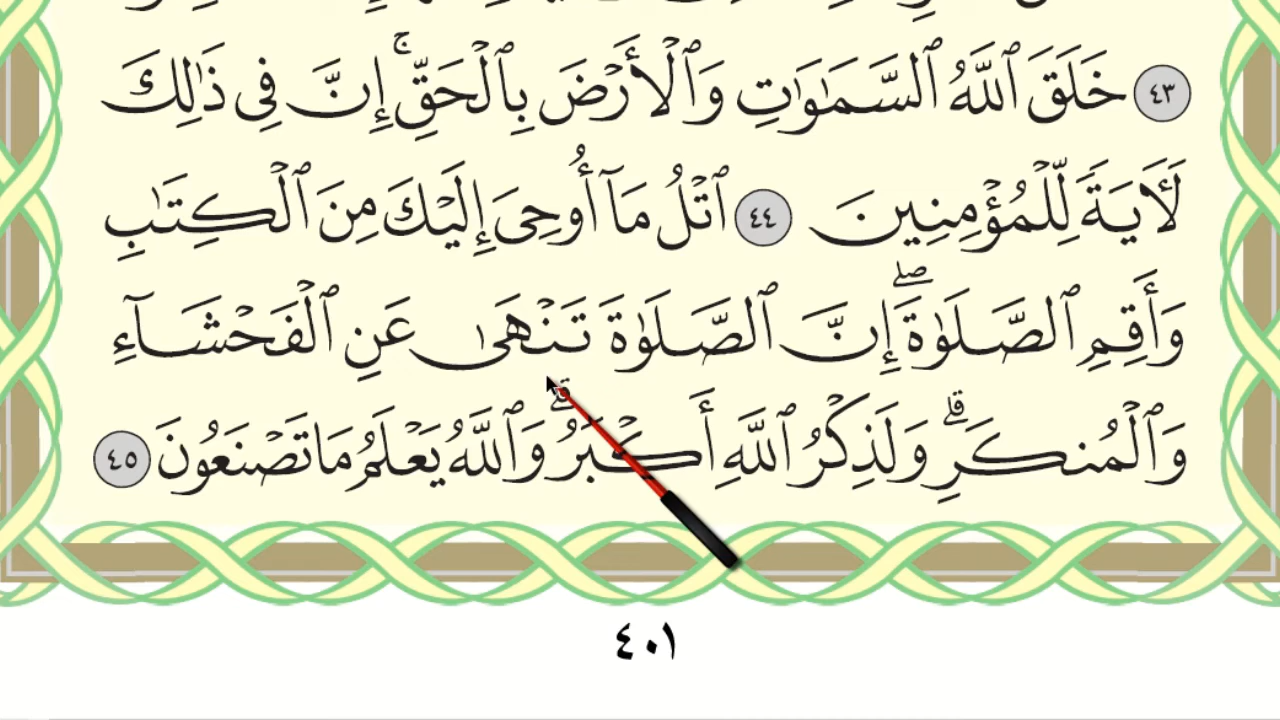 ٤٣ خَلَقَ ٱللَّهُ ٱلسَّمَـٰوَٰتِ وَٱلْأَرْضَ بِٱلْحَقِّ ۚ إِنَّ فِى ذَٰلِكَ
لَـَٔايَةً لِّلْمُؤْمِنِينَ ٤٤ ٱتْلُ مَآ أُوحِىَ إِلَيْكَ مِنَ ٱلْكِتَـٰبِ
وَأَقِمِ ٱلصَّلَوٰةَ ۖ إِنَّ ٱلصَّلَوٰةَ تَنْهَىٰ عَنِ ٱلْفَحْشَآءِ
وَٱلْمُنكَرِ ۗ وَلَذِكْرُ ٱللَّهِ أَكْبَرُ ۗ وَٱللَّهُ يَعْلَمُ مَا تَصْنَعُونَ ٤٥
٤٠١